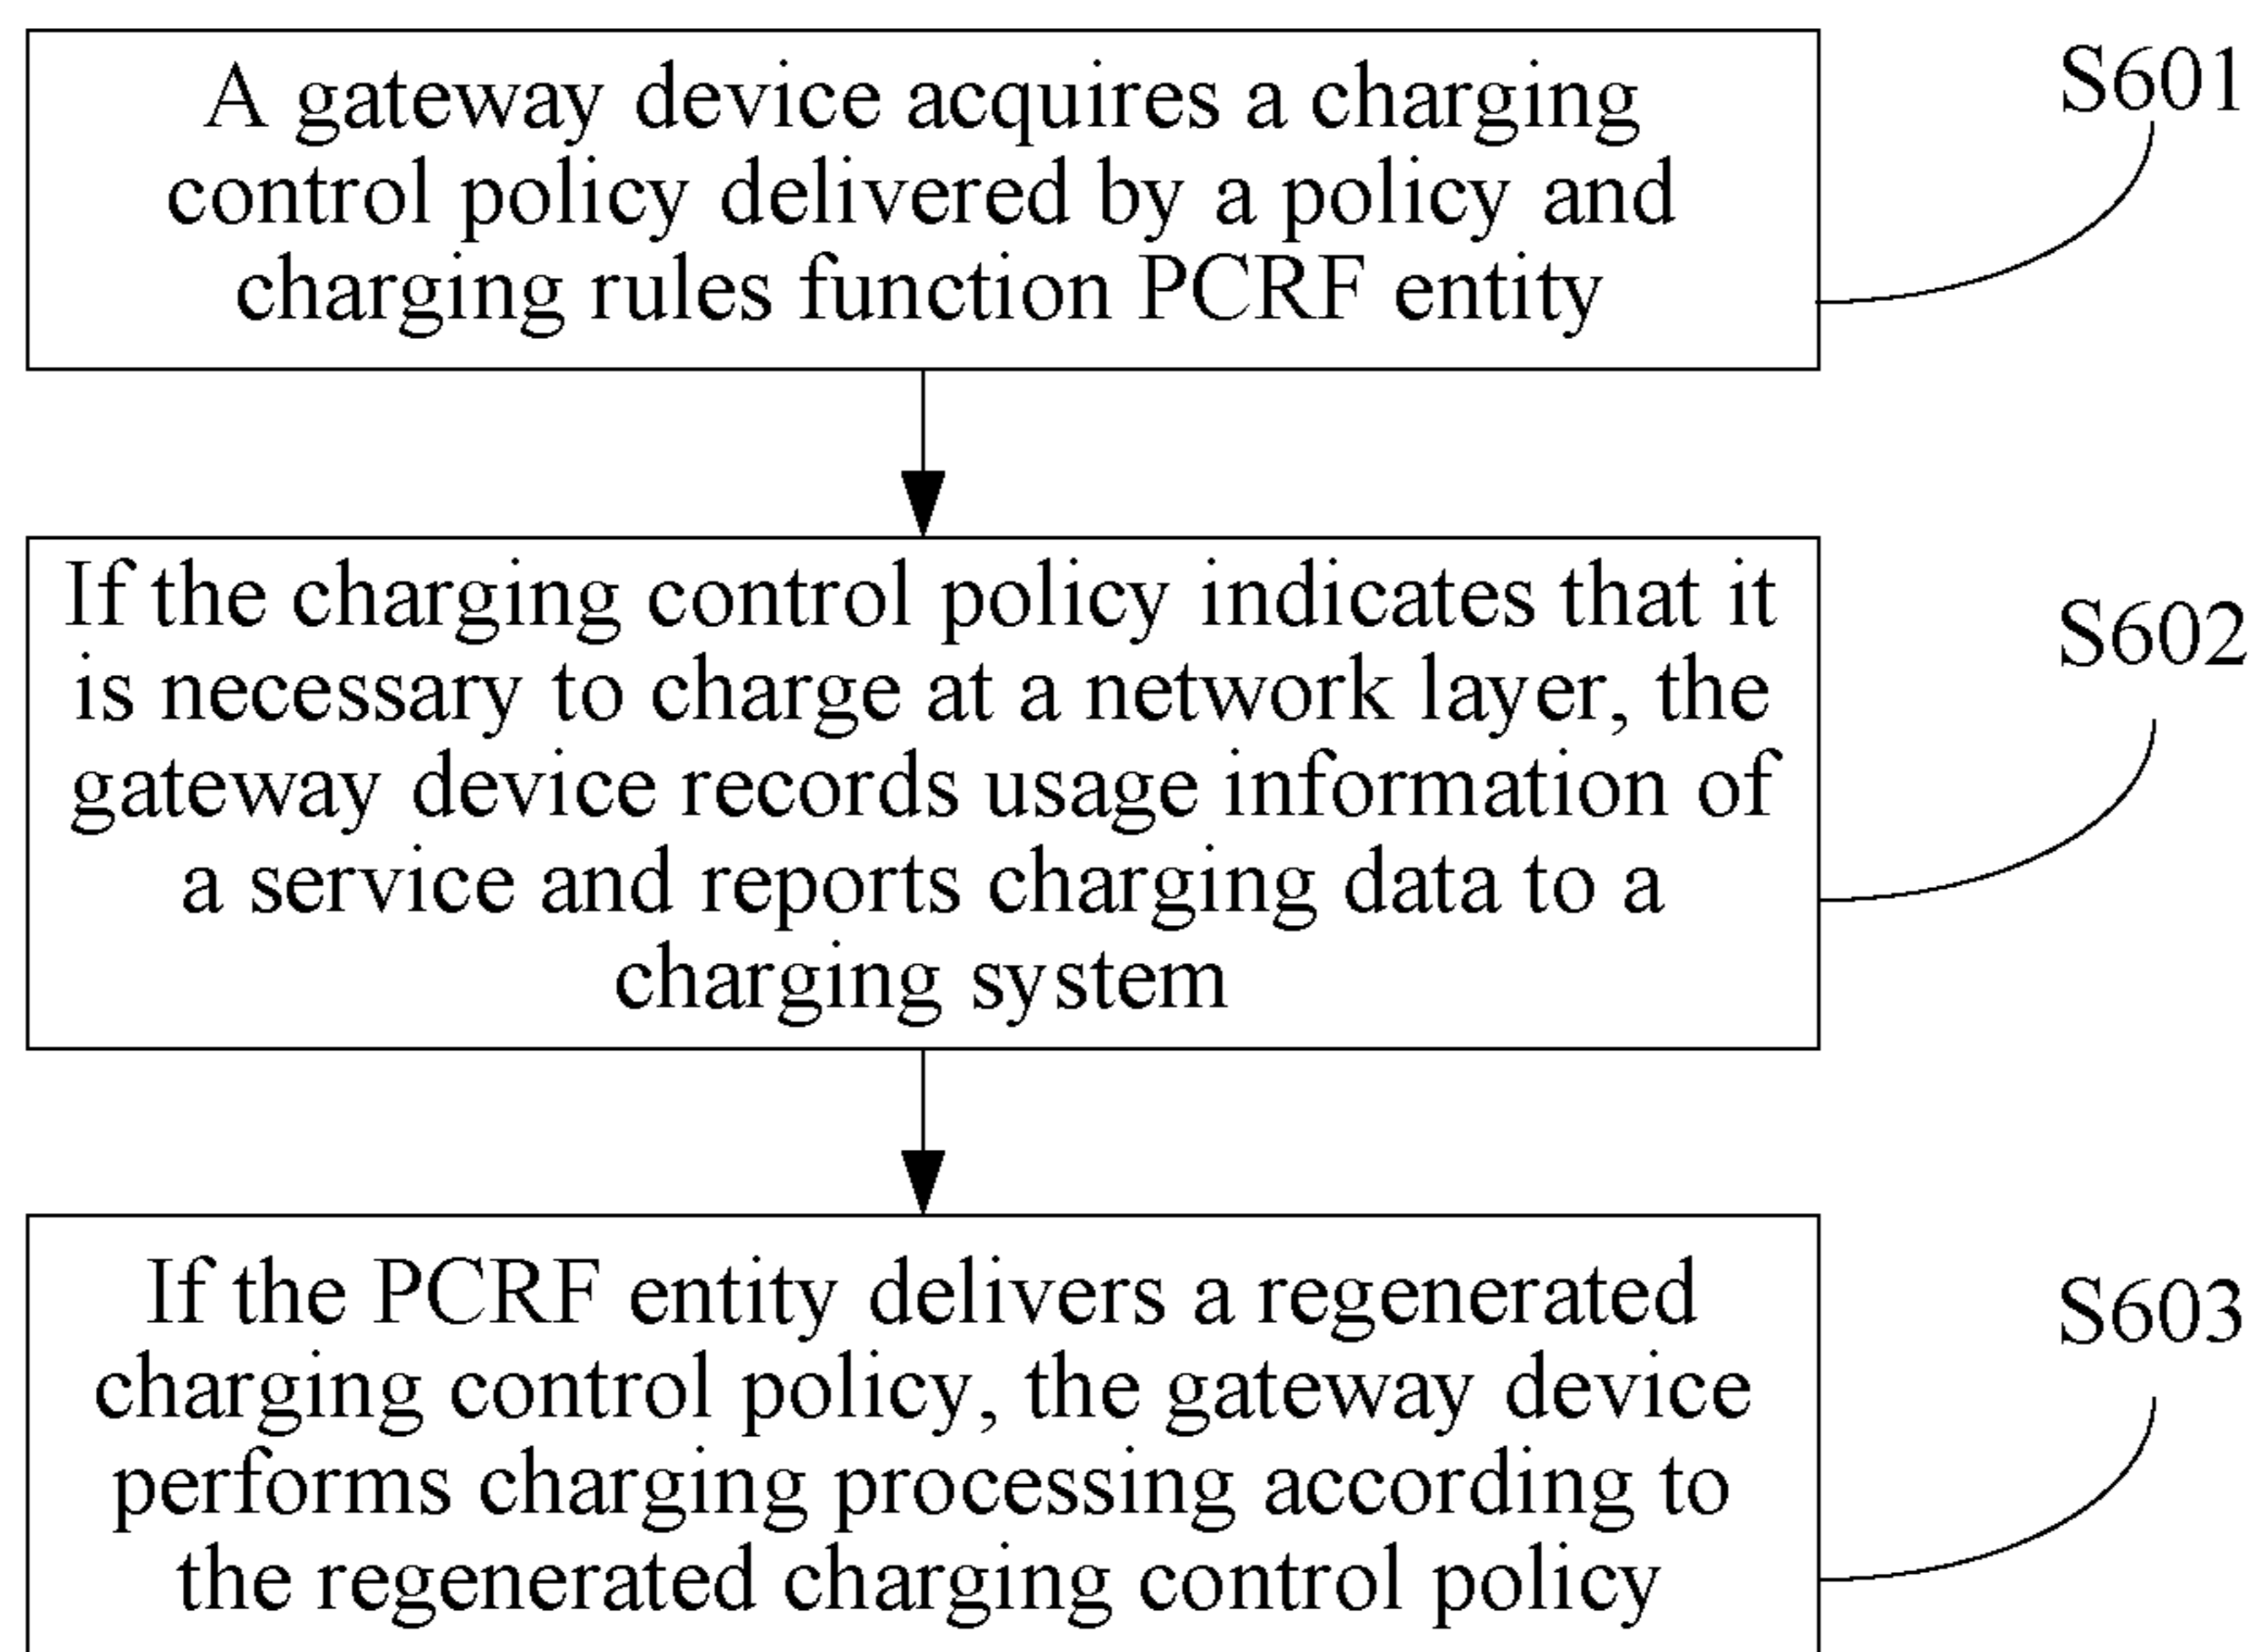 A gateway device acquires a charging
control policy delivered by a policy and
charging rules function PCRF entity
S601
If the charging control policy indicates that it
is necessary to charge at a network layer, the
gateway device records usage information of
a service and reports charging data to a
charging system
S602
If the PCRF entity delivers a regenerated
charging control policy, the gateway device
performs charging processing according to
the regenerated charging control policy
S603